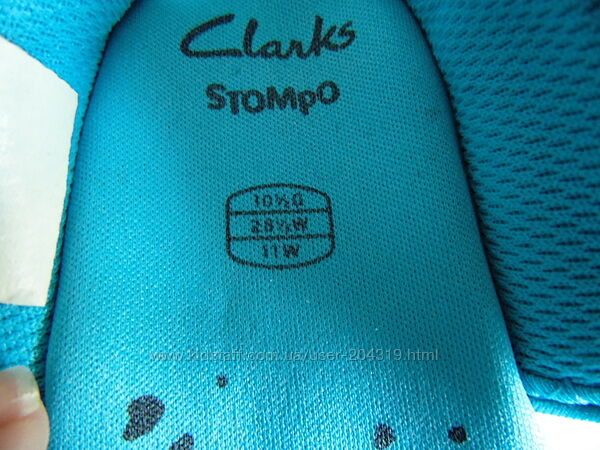 Clarks
STOMPO
10½G
28½W
11W
www.kidstaff.com.ua/user-204319.html